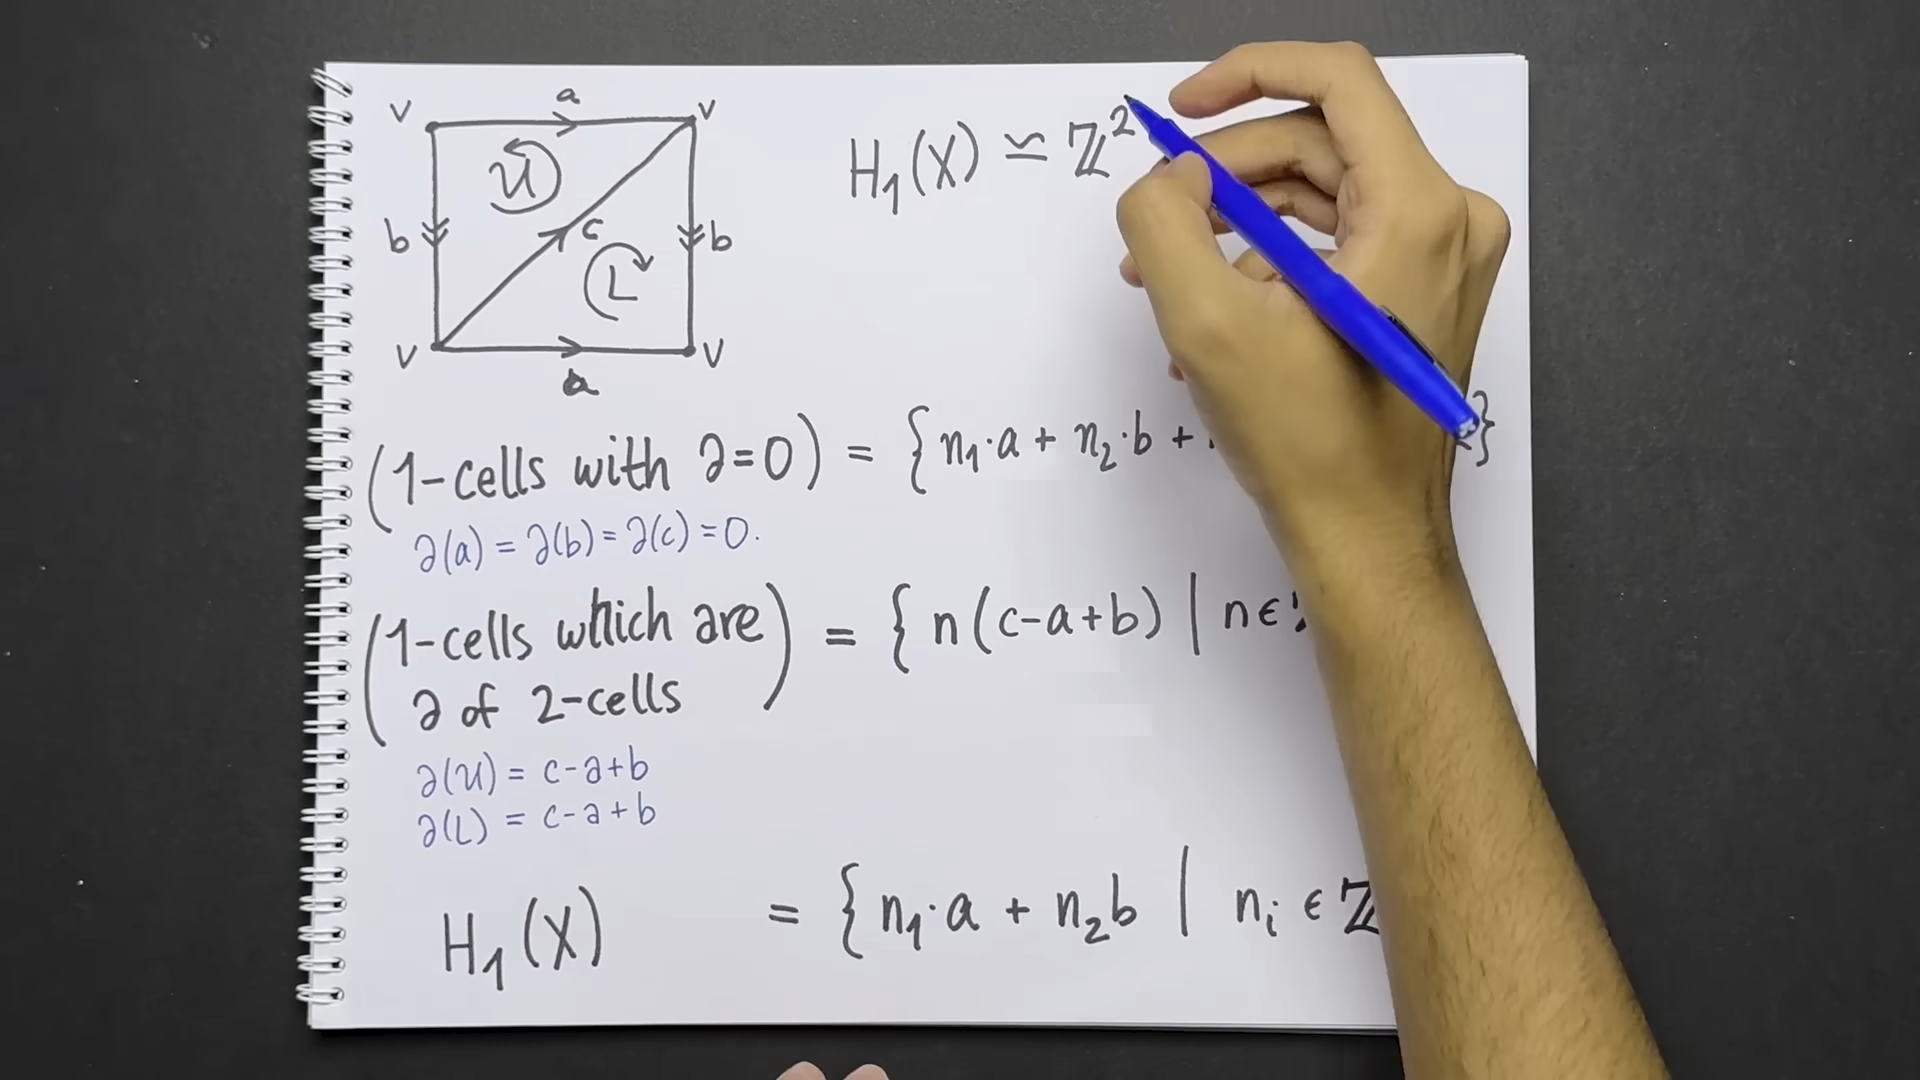 a
V V
U
b c b
L
V V
a
H₁(X) ≃ ℤ²
(1-cells with ∂=0) = {n₁·a + n₂·b + }
∂(a) = ∂(b) = ∂(c) = 0.
(1-cells which are
∂ of 2-cells) = { n(c-a+b) | n ∈
∂(U) = c-a+b
∂(L) = c-a+b
H₁(X) = {n₁·a + n₂b | nᵢ ∈ ℤ